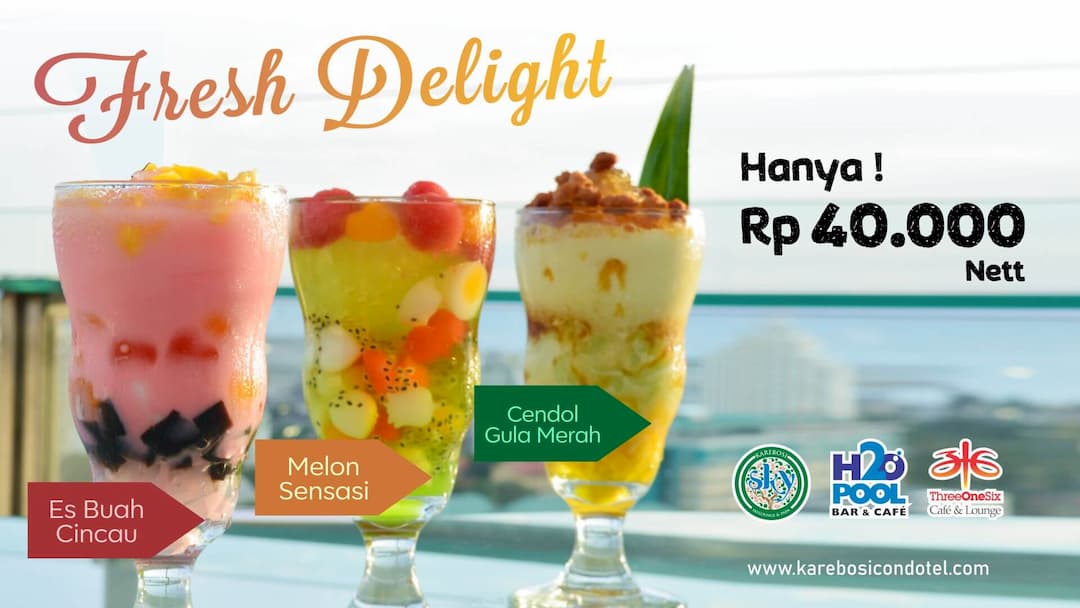 Fresh Delight
Hanya !
Rp 40.000
Nett
Cendol
Gula Merah
Melon
Sensasi
Es Buah
Cincau
KAREBOSI
sky
H2O
POOL
BAR & CAFÉ
316
ThreeOneSix
Café & Lounge
www.karebosicondotel.com